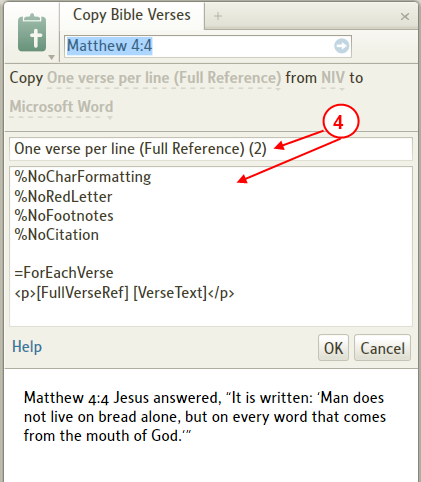 Copy Bible Verses
Matthew 4:4
Copy One verse per line (Full Reference) from NIV to
Microsoft Word
4
One verse per line (Full Reference) (2)
%NoCharFormatting
%NoRedLetter
%NoFootnotes
%NoCitation
=ForEachVerse
<p>[FullVerseRef] [VerseText]</p>
Help
OK
Cancel
Matthew 4:4 Jesus answered, “It is written: ‘Man does
not live on bread alone, but on every word that comes
from the mouth of God.’”